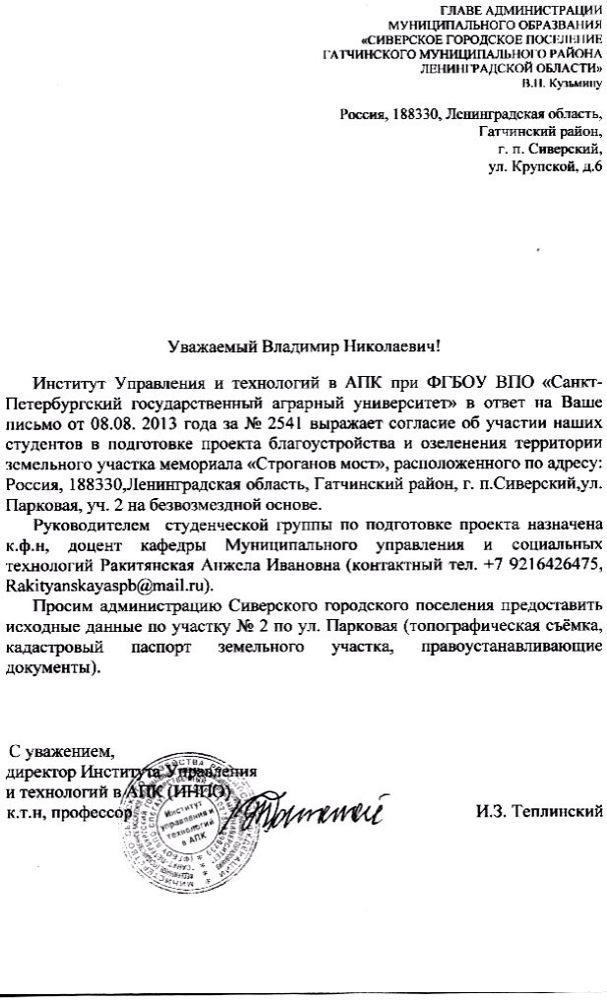 ГЛАВЕ АДМИНИСТРАЦИИ
МУНИЦИПАЛЬНОГО ОБРАЗВАНИЯ
«СИВЕРСКОЕ ГОРОДСКОЕ ПОСЕЛЕНИЕ
ГАТЧИНСКОГО МУНИЦИПАЛЬНОГО РАЙОНА
ЛЕНИНГРАДСКОЙ ОБЛАСТИ»
В.Н. Кузьмину
Россия, 188330, Ленинградская область,
Гатчинский район,
г. п. Сиверский,
ул. Крупской, д.6
Уважаемый Владимир Николаевич!
Институт Управления и технологий в АПК при ФГБОУ ВПО «Санкт-
Петербургский государственный аграрный университет» в ответ на Ваше
письмо от 08.08. 2013 года за № 2541 выражает согласие об участии наших
студентов в подготовке проекта благоустройства и озеленения территории
земельного участка мемориала «Строганов мост», расположенного по адресу:
Россия, 188330,Ленинградская область, Гатчинский район, г. п.Сиверский,ул.
Парковая, уч. 2 на безвозмездной основе.
Руководителем студенческой группы по подготовке проекта назначена
к.ф.н, доцент кафедры Муниципального управления и социальных
технологий Ракитянская Анжела Ивановна (контактный тел. +7 9216426475,
Rakityanskayaspb@mail.ru).
Просим администрацию Сиверского городского поселения предоставить
исходные данные по участку № 2 по ул. Парковая (топографическая съёмка,
кадастровый паспорт земельного участка, правоустанавливающие
документы).
С уважением,
директор Института Управления
и технологий в АПК (ИНПО)
к.т.н, профессор
И.З. Теплинский
Институт
управления и
технологий
в АПК